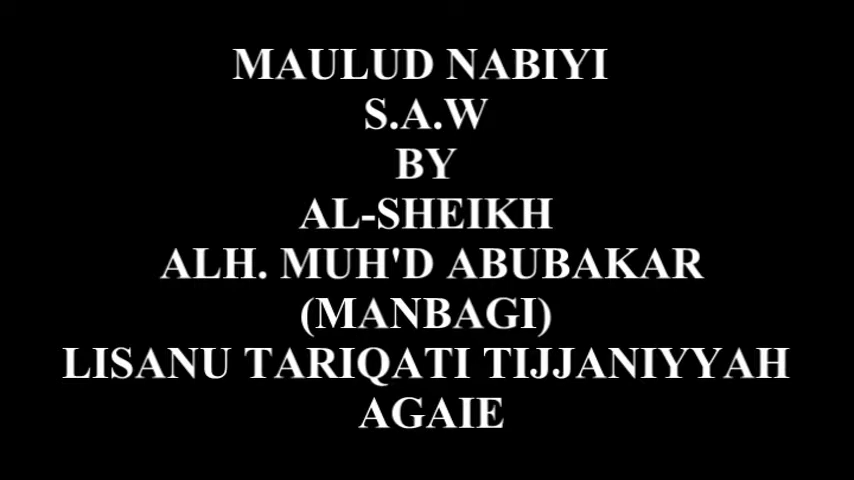 MAULUD NABIYI
S.A.W
BY
AL-SHEIKH
ALH. MUH'D ABUBAKAR
(MANBAGI)
LISANU TARIQATI TIJJANIYYAH
AGAIE